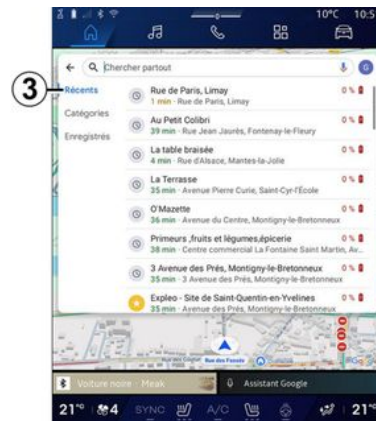 10°C 10:5
Chercher partout
G
3
Récents
Catégories
Enregistrés
Rue de Paris, Limay
1 min · Rue de Paris, Limay
0 %
Au Petit Colibri
39 min · Rue Jean Jaurès, Fontenay-le-Fleury
0 %
La table braisée
4 min · Rue d'Alsace, Mantes-la-Jolie
0 %
La Terrasse
35 min · Avenue Pierre Curie, Saint-Cyr-l'École
0 %
O'Mazette
36 min · Avenue du Centre, Montigny-le-Bretonneux
0 %
Primeurs ,fruits et légumes,épicerie
38 min · Centre commercial La Fontaine Saint Martin, Av...
0 %
3 Avenue des Prés, Montigny-le-Bretonneux
35 min · Avenue des Prés, Montigny-le-Bretonneux
0 %
Expleo - Site de Saint-Quentin-en-Yvelines
35 min · Avenue des Prés, Montigny-le-Bretonneux
0 %
Rue des Fossés
Voiture noire · Meak
Assistant Google
21°C 4 SYNC A/C 21°C